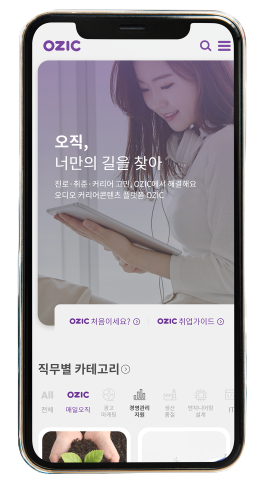 OZIC
오직,
너만의 길을 찾아
진로·취준·커리어 고민, OZIC에서 해결해요
오디오 커리어콘텐츠 플랫폼 OZIC
OZIC 처음이세요?
OZIC 취업가이드
직무별 카테고리
All 전체
OZIC 매일오직
광고 마케팅
경영관리 지원
생산 품질
엔지니어링 설계
IT